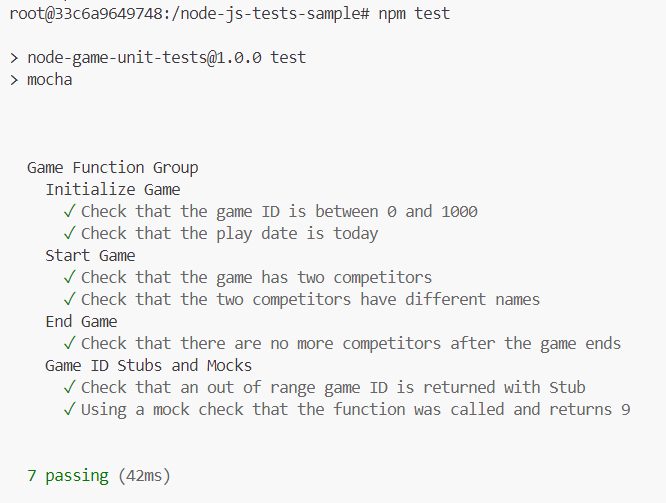 root@33c6a9649748:/node-js-tests-sample# npm test
> node-game-unit-tests@1.0.0 test
> mocha
Game Function Group
Initialize Game
✓ Check that the game ID is between 0 and 1000
✓ Check that the play date is today
Start Game
✓ Check that the game has two competitors
✓ Check that the two competitors have different names
End Game
✓ Check that there are no more competitors after the game ends
Game ID Stubs and Mocks
✓ Check that an out of range game ID is returned with Stub
✓ Using a mock check that the function was called and returns 9
7 passing (42ms)